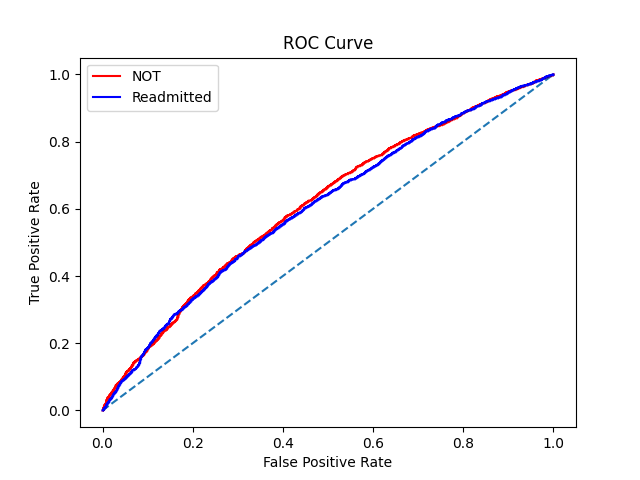 ROC Curve
NOT
Readmitted
1.0
0.8
0.6
0.4
0.2
0.0
True Positive Rate
0.0 0.2 0.4 0.6 0.8 1.0
False Positive Rate